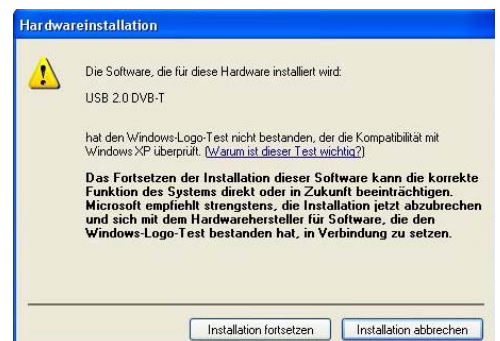 Hardwareinstallation
Die Software, die für diese Hardware installiert wird:
USB 2.0 DVB-T
hat den Windows-Logo-Test nicht bestanden, der die Kompatibilität mit
Windows XP überprüft. (Warum ist dieser Test wichtig?)
Das Fortsetzen der Installation dieser Software kann die korrekte
Funktion des Systems direkt oder in Zukunft beeinträchtigen.
Microsoft empfiehlt strengstens, die Installation jetzt abzubrechen
und sich mit dem Hardwarehersteller für Software, die den
Windows-Logo-Test bestanden hat, in Verbindung zu setzen.
Installation fortsetzen
Installation abbrechen